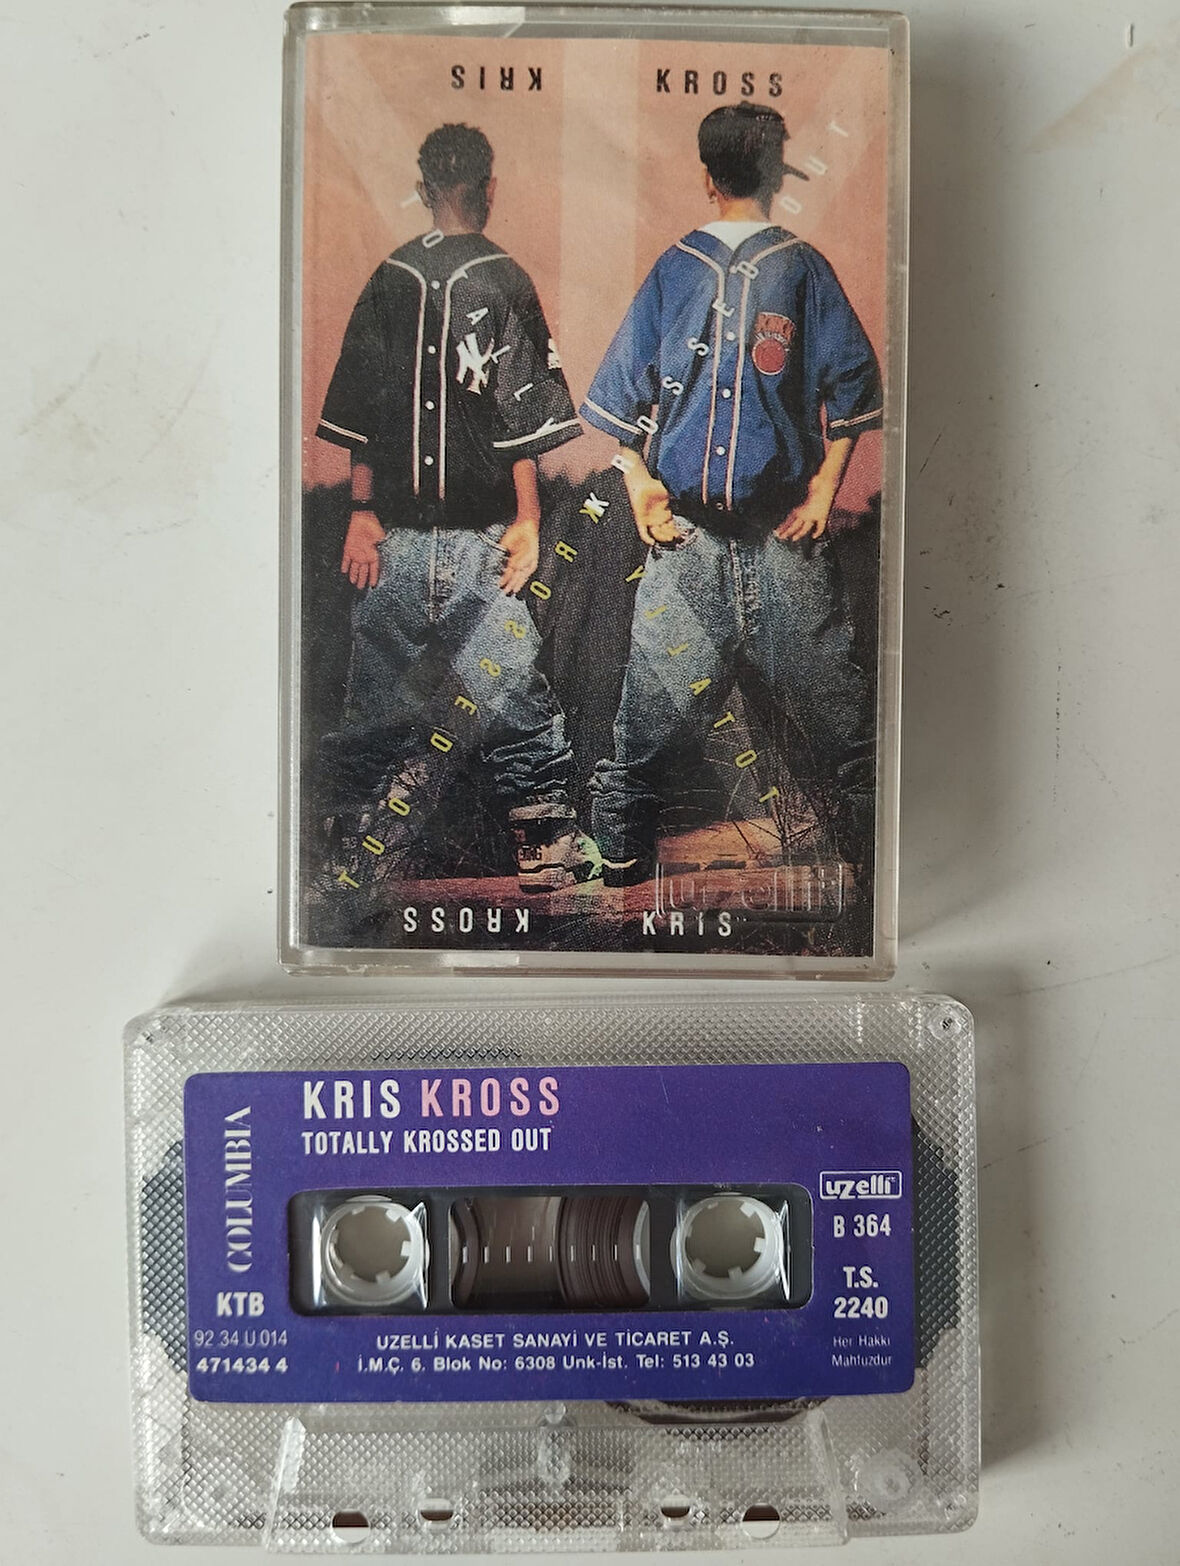 KRIS KROSS
TOTALLY KROSSED OUT
TOTALLY KROSSED OUT
KROSS KRIS
uzelli
KRIS KROSS
TOTALLY KROSSED OUT
COLUMBIA
uzelli
B 364
T.S.
2240
KTB
92.34.U.014
471434 4
UZELLİ KASET SANAYİ VE TİCARET A.Ş.
İ.M.Ç. 6. Blok No: 6308 Unk-İst. Tel: 513 43 03
Her Hakkı
Mahfuzdur